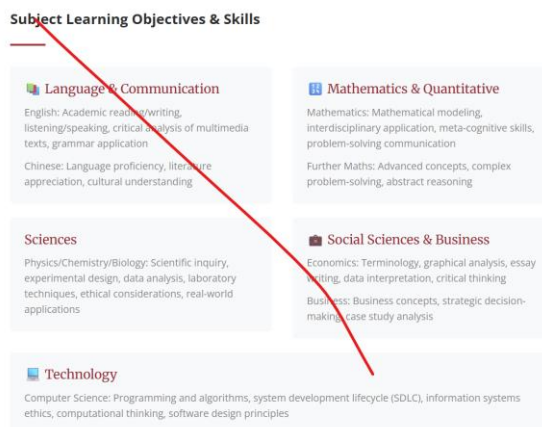 Subject Learning Objectives & Skills
Language & Communication
English: Academic reading/writing,
listening/speaking, critical analysis of multimedia
texts, grammar application
Chinese: Language proficiency, literature
appreciation, cultural understanding
Mathematics & Quantitative
Mathematics: Mathematical modeling,
interdisciplinary application, meta-cognitive skills,
problem-solving communication
Further Maths: Advanced concepts, complex
problem-solving, abstract reasoning
Sciences
Physics/Chemistry/Biology: Scientific inquiry,
experimental design, data analysis, laboratory
techniques, ethical considerations, real-world
applications
Social Sciences & Business
Economics: Terminology, graphical analysis, essay
writing, data interpretation, critical thinking
Business: Business concepts, strategic decision-
making, case study analysis
Technology
Computer Science: Programming and algorithms, system development lifecycle (SDLC), information systems
ethics, computational thinking, software design principles